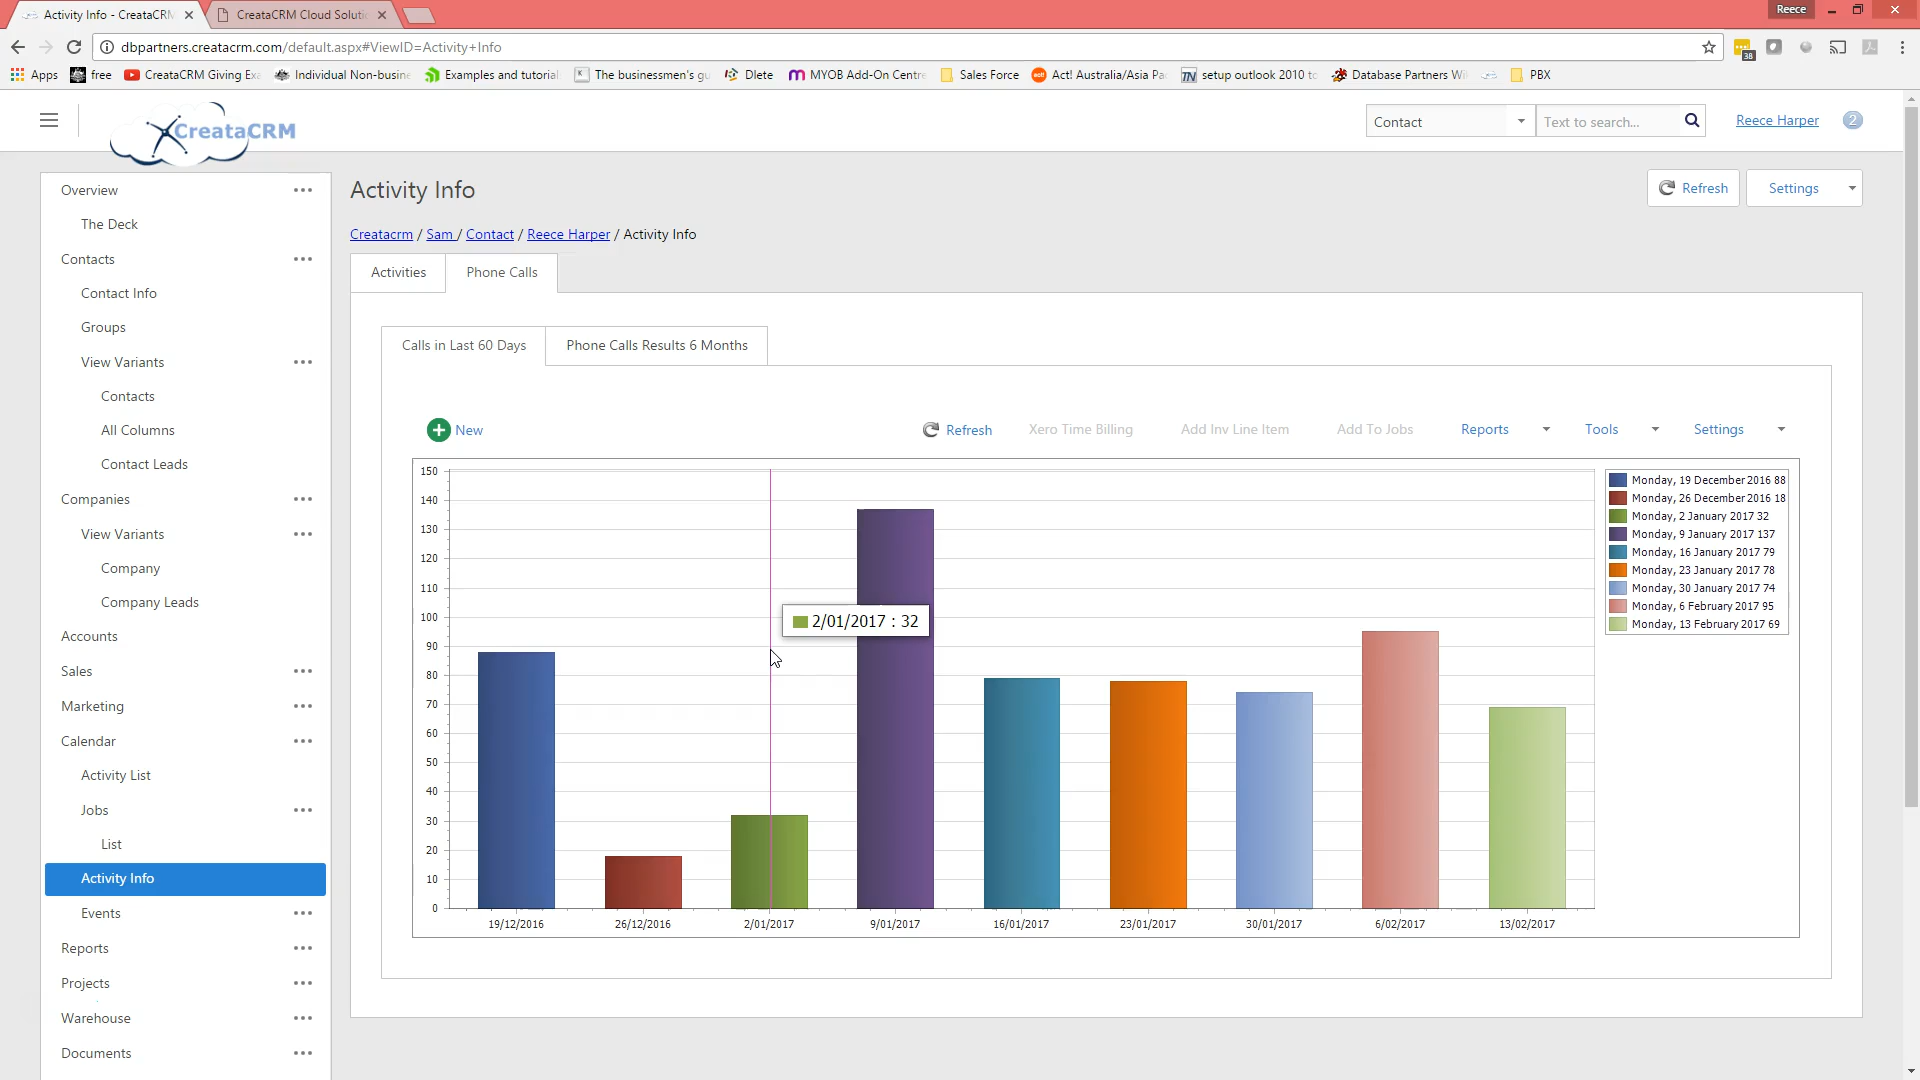 Activity Info - CreataCRM
CreataCRM Cloud Soluti
Reece
dbpartners.creatacrm.com/default.aspx#ViewID=Activity+Info
38
Apps
free
CreataCRM Giving Exa
Individual Non-busine
Examples and tutorial
The businessmen's gu
Dlete
MYOB Add-On Centre
Sales Force
act!
Act! Australia/Asia Pa
TN
setup outlook 2010 to
Database Partners Wi
PBX
CreataCRM
Contact
Text to search...
Reece Harper
2
Overview
The Deck
Contacts
Contact Info
Groups
View Variants
Contacts
All Columns
Contact Leads
Companies
View Variants
Company
Company Leads
Accounts
Sales
Marketing
Calendar
Activity List
Jobs
List
Activity Info
Events
Reports
Projects
Warehouse
Documents
Activity Info
Refresh
Settings
Creatacrm / Sam / Contact / Reece Harper / Activity Info
Activities
Phone Calls
Calls in Last 60 Days
Phone Calls Results 6 Months
New
Refresh
Xero Time Billing
Add Inv Line Item
Add To Jobs
Reports
Tools
Settings
150
140
130
120
110
100
90
80
70
60
50
40
30
20
10
0
2/01/2017 : 32
19/12/2016
26/12/2016
2/01/2017
9/01/2017
16/01/2017
23/01/2017
30/01/2017
6/02/2017
13/02/2017
Monday, 19 December 2016 88
Monday, 26 December 2016 18
Monday, 2 January 2017 32
Monday, 9 January 2017 137
Monday, 16 January 2017 79
Monday, 23 January 2017 78
Monday, 30 January 2017 74
Monday, 6 February 2017 95
Monday, 13 February 2017 69